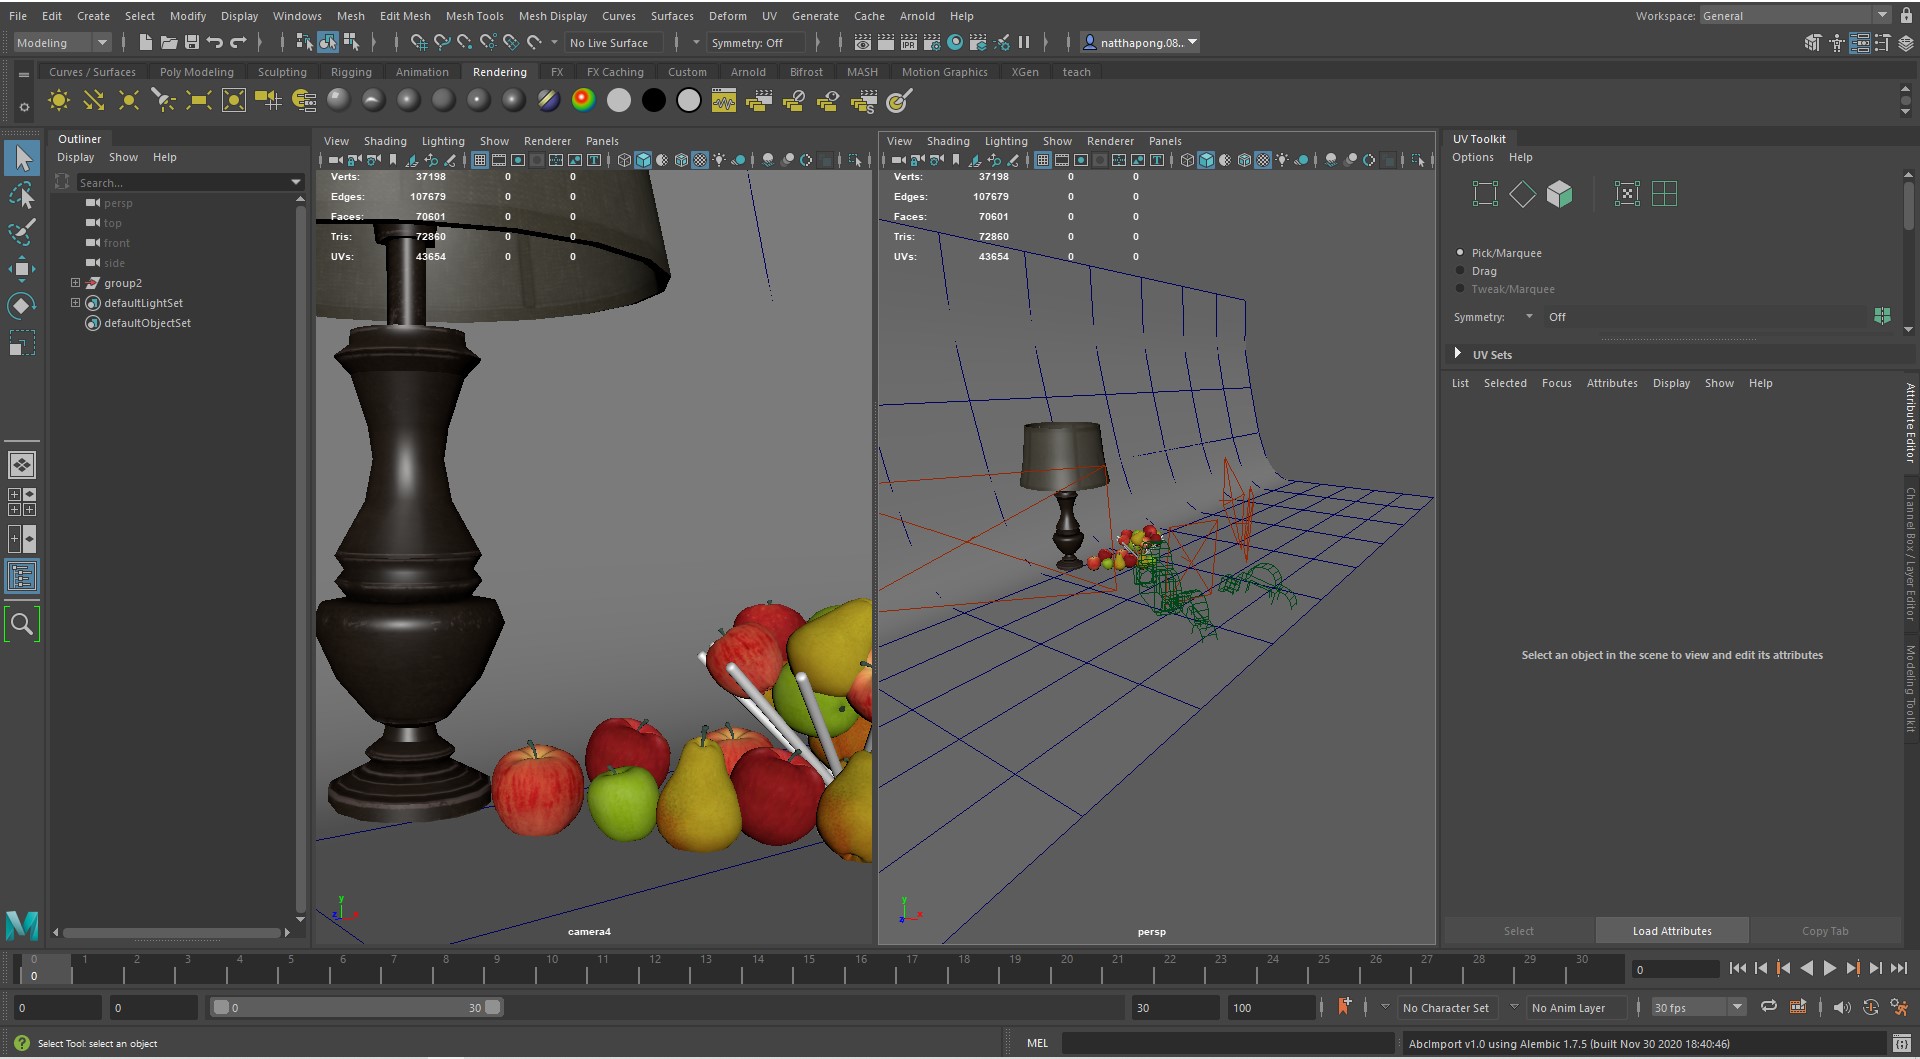 File Edit Create Select Modify Display Windows Mesh Edit Mesh Mesh Tools Mesh Display Curves Surfaces Deform UV Generate Cache Arnold Help Workspace: General
Modeling No Live Surface Symmetry: Off natthapong.08..
Curves / Surfaces Poly Modeling Sculpting Rigging Animation Rendering FX FX Caching Custom Arnold Bifrost MASH Motion Graphics XGen teach
Outliner
Display Show Help
Search...
persp
top
front
side
group2
defaultLightSet
defaultObjectSet
View Shading Lighting Show Renderer Panels
Verts: 37198 0 0
Edges: 107679 0 0
Faces: 70601 0 0
Tris: 72860 0 0
UVs: 43654 0 0
y
z x
camera4
View Shading Lighting Show Renderer Panels
Verts: 37198 0 0
Edges: 107679 0 0
Faces: 70601 0 0
Tris: 72860 0 0
UVs: 43654 0 0
y
z x
persp
UV Toolkit
Options Help
Pick/Marquee
Drag
Tweak/Marquee
Symmetry: Off
UV Sets
List Selected Focus Attributes Display Show Help
Select an object in the scene to view and edit its attributes
Select Load Attributes Copy Tab
Attribute Editor
Channel Box / Layer Editor
Modeling Toolkit
0 1 2 3 4 5 6 7 8 9 10 11 12 13 14 15 16 17 18 19 20 21 22 23 24 25 26 27 28 29 30
0 0
0 0 0 30 30 100 No Character Set No Anim Layer 30 fps
Select Tool: select an object MEL AbcImport v1.0 using Alembic 1.7.5 (built Nov 30 2020 18:40:46)